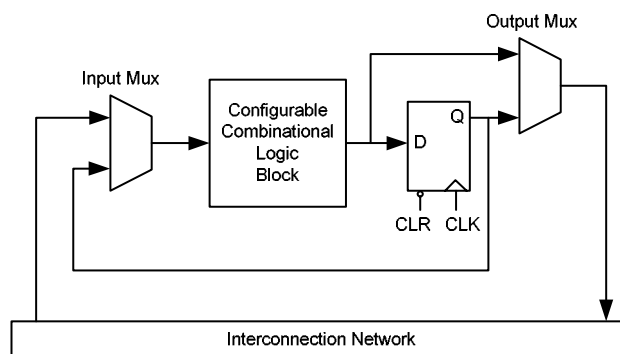 Output Mux
Input Mux
Configurable
Combinational
Logic
Block
Q
D
CLR
CLK
Interconnection Network